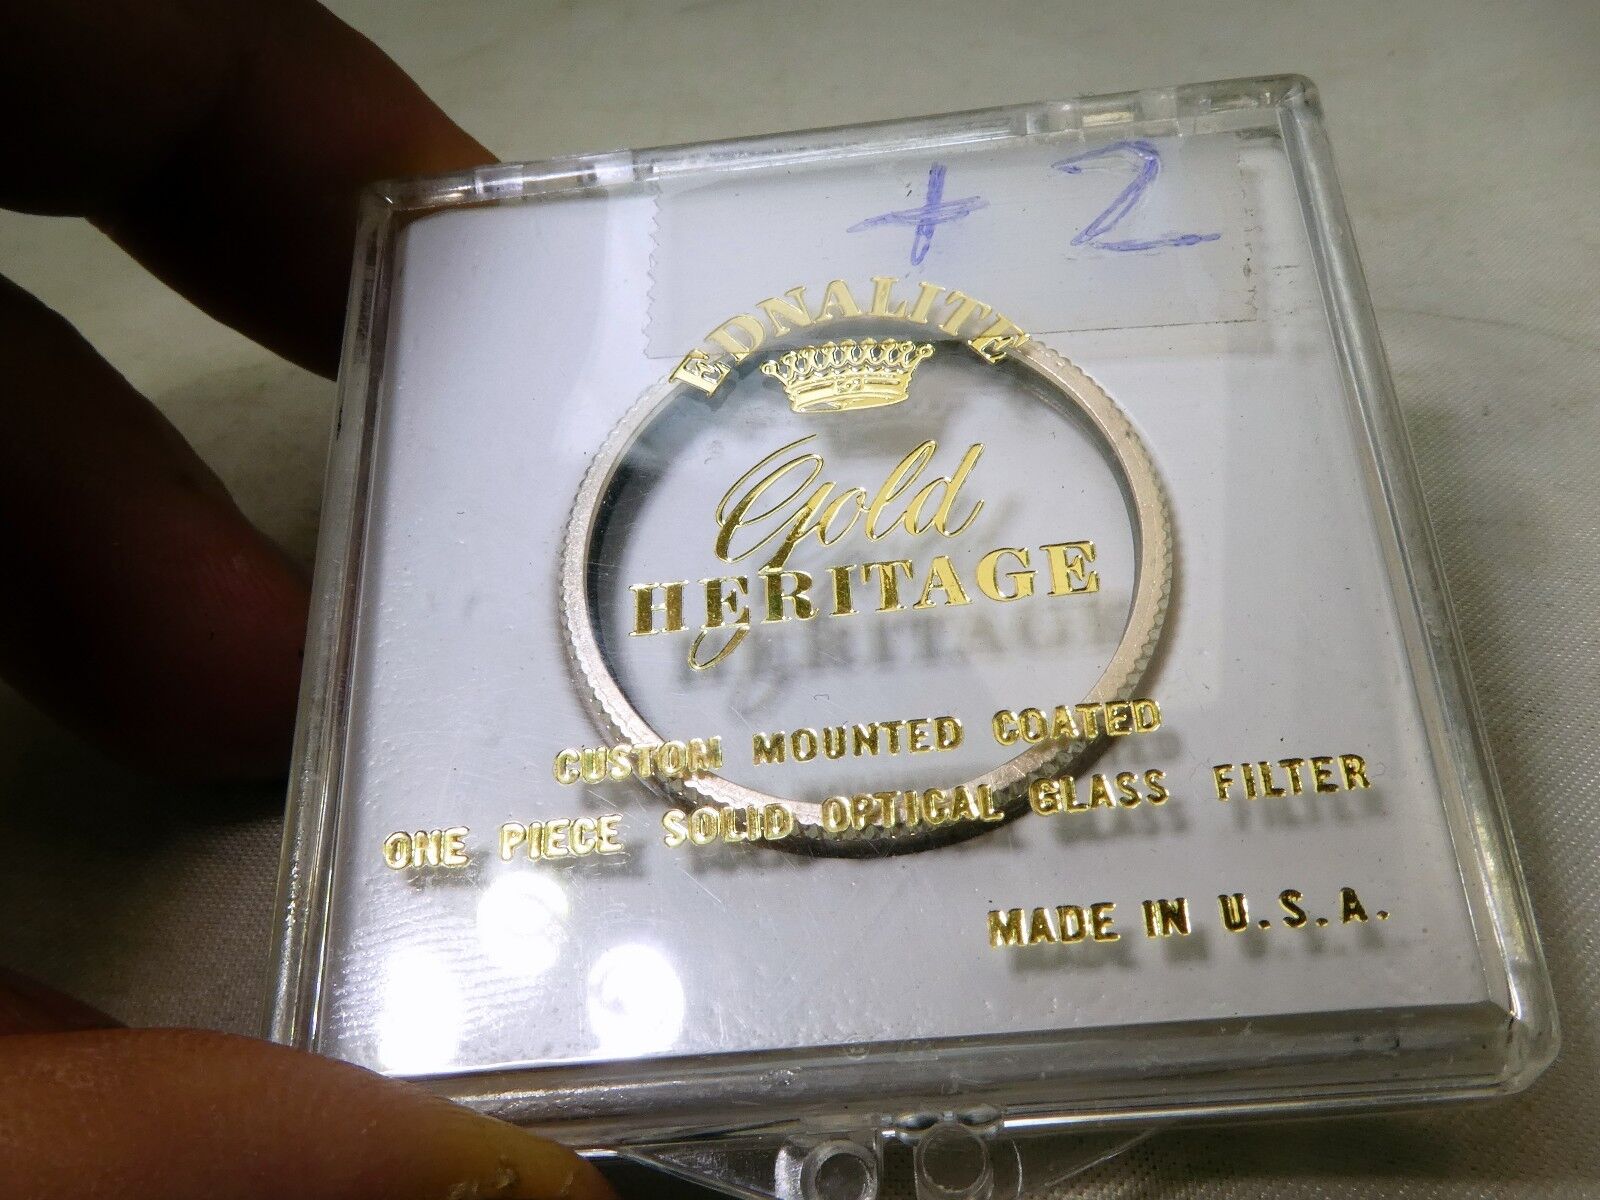 +2
EDNALITE
Gold
HERITAGE
CUSTOM MOUNTED COATED
ONE PIECE SOLID OPTICAL GLASS FILTER
MADE IN U.S.A.